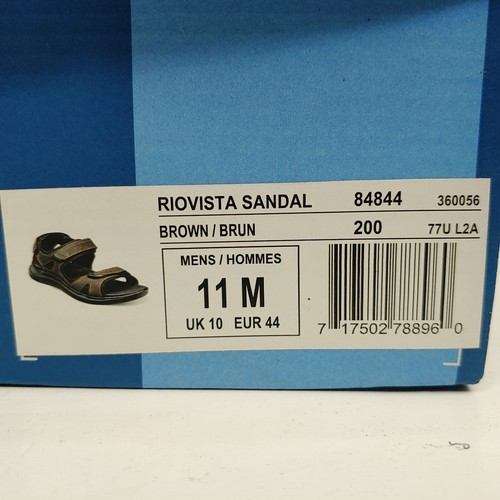 RIOVISTA SANDAL 84844 360056
BROWN / BRUN 200 77U L2A
MENS / HOMMES
11 M
UK 10 EUR 44
7 17502 78896 0